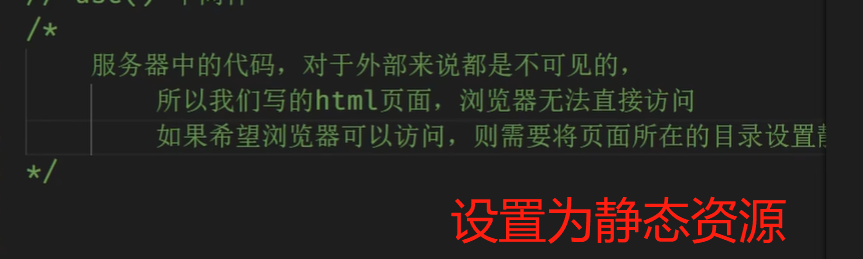 /*
服务器中的代码，对于外部来说都是不可见的，
所以我们写的html页面，浏览器无法直接访问
如果希望浏览器可以访问，则需要将页面所在的目录设置
*/
设置为静态资源